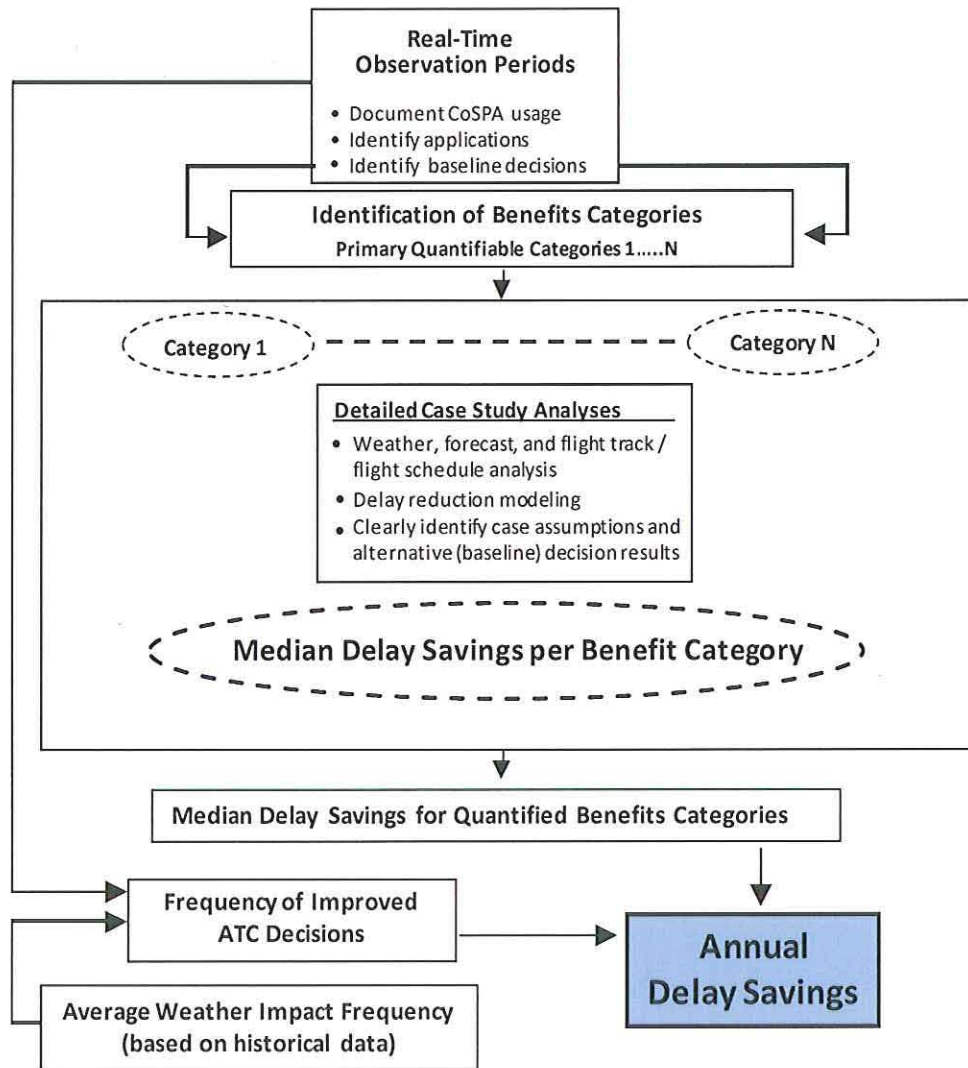 Real-Time
Observation Periods
• Document CoSPA usage
• Identify applications
• Identify baseline decisions
Identification of Benefits Categories
Primary Quantifiable Categories 1.....N
Category 1
Category N
Detailed Case Study Analyses
• Weather, forecast, and flight track /
flight schedule analysis
• Delay reduction modeling
• Clearly identify case assumptions and
alternative (baseline) decision results
Median Delay Savings per Benefit Category
Median Delay Savings for Quantified Benefits Categories
Frequency of Improved
ATC Decisions
Annual
Delay Savings
Average Weather Impact Frequency
(based on historical data)